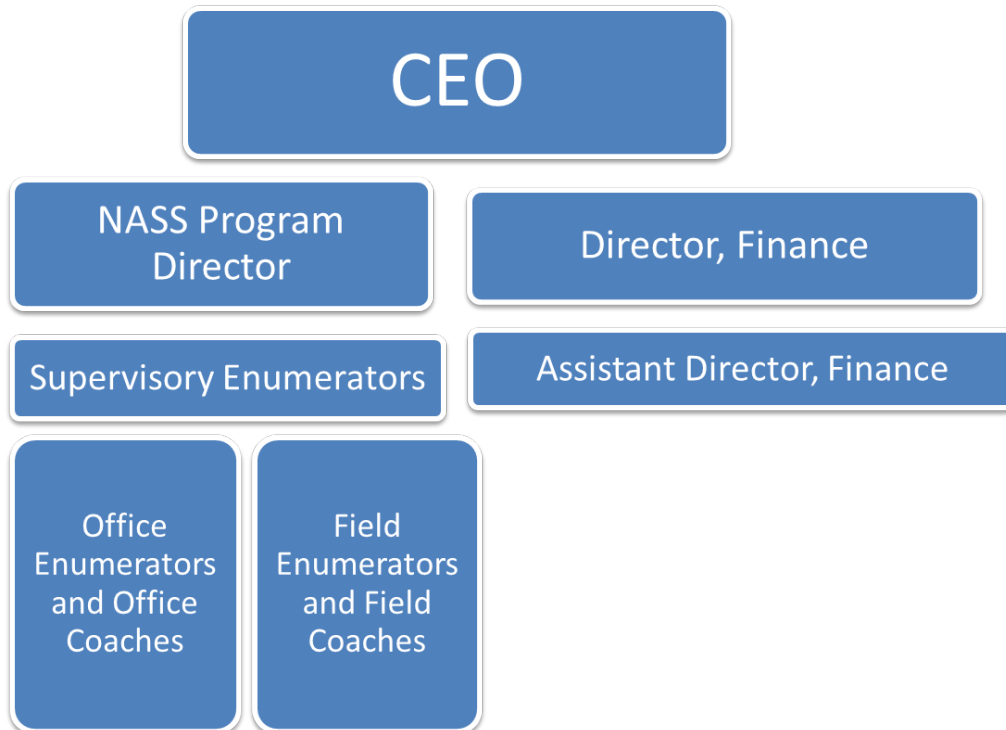 CEO
NASS Program
Director
Director, Finance
Supervisory Enumerators
Assistant Director, Finance
Office
Enumerators
and Office
Coaches
Field
Enumerators
and Field
Coaches